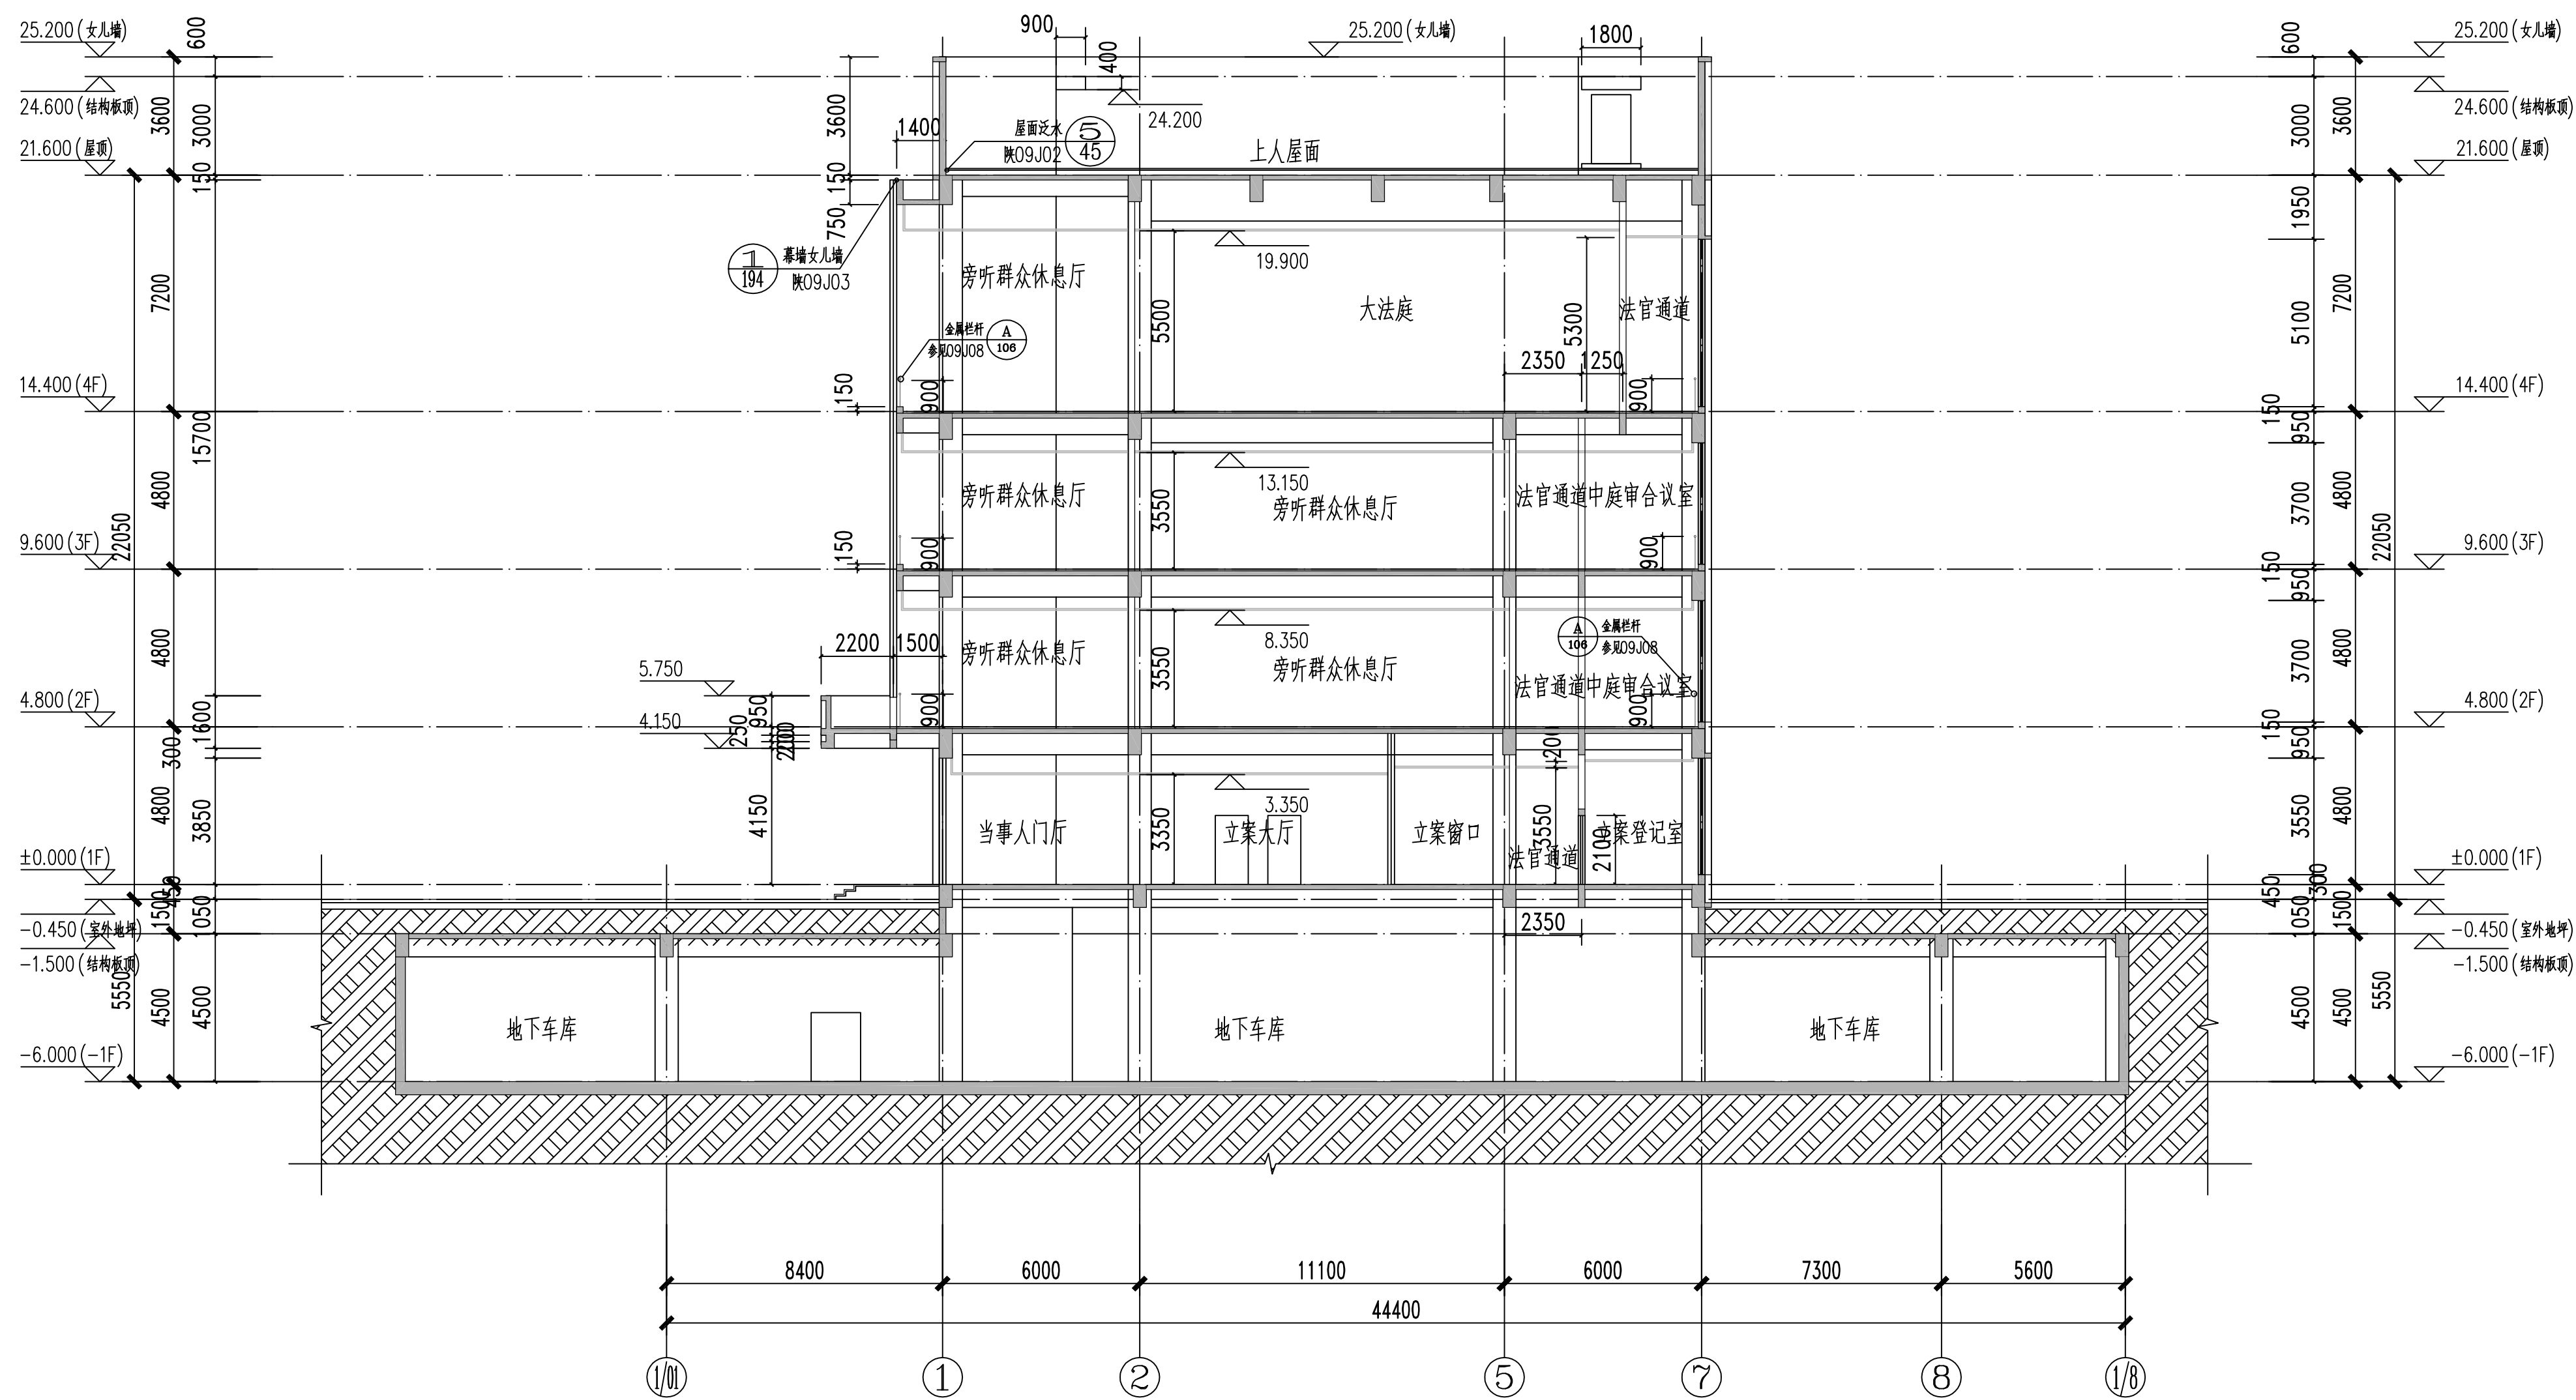 25.200(女儿墙)
24.600(结构板顶)
21.600(屋顶)
14.400(4F)
9.600(3F)
4.800(2F)
±0.000(1F)
-0.450(室外地坪)
-1.500(结构板顶)
-6.000(-1F)
22050
5550
3600
7200
4800
4800
4800
1500
4500
600
3000
150
15700
1600
300
3850
450
1050
4500
900
400
24.200
25.200(女儿墙)
1800
3600
1400
150
750
屋面泛水
陕09J02
5
45
上人屋面
1
194
幕墙女儿墙
陕09J03
旁听群众休息厅
19.900
大法庭
法官通道
5500
5300
金属栏杆
参见09J08
A
106
2350
1250
150
900
900
旁听群众休息厅
13.150
旁听群众休息厅
法官通道中庭审合议室
3550
150
900
900
2200
1500
旁听群众休息厅
8.350
旁听群众休息厅
法官通道中庭审合议室
A
106
金属栏杆
参见09J08
3550
900
900
5.750
4.150
950
250
200
4150
200
当事人门厅
3350
3.350
立案大厅
立案窗口
3550
法官通道
2100
立案登记室
2350
地下车库
地下车库
地下车库
600
3000
1950
5100
150
950
3700
150
950
3700
150
950
3550
450
300
1050
4500
3600
7200
4800
4800
4800
1500
4500
22050
5550
25.200(女儿墙)
24.600(结构板顶)
21.600(屋顶)
14.400(4F)
9.600(3F)
4.800(2F)
±0.000(1F)
-0.450(室外地坪)
-1.500(结构板顶)
-6.000(-1F)
8400
6000
11100
6000
7300
5600
44400
1/01
1
2
5
7
8
1/8